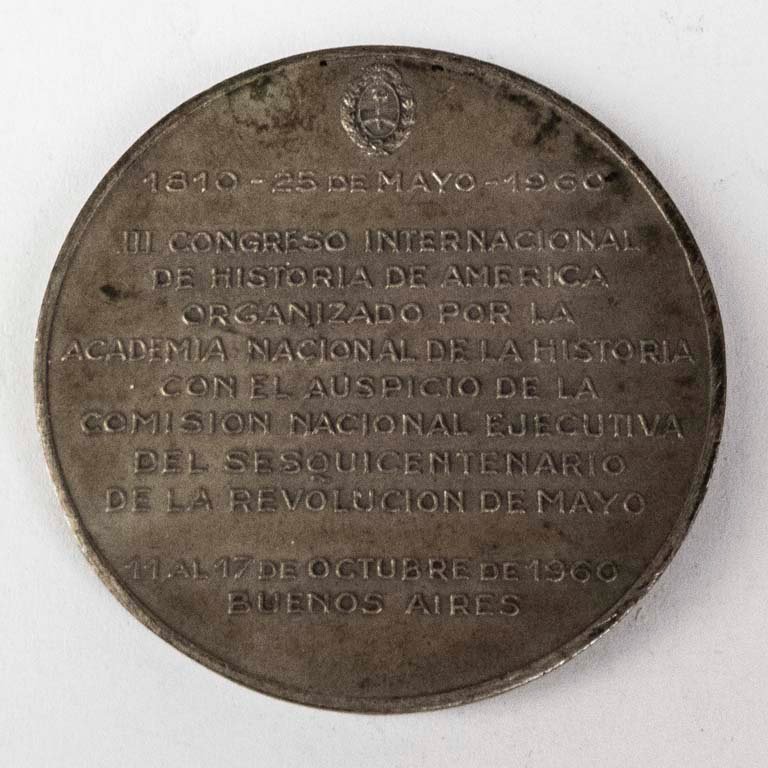 1810 - 25 DE MAYO - 1960
III CONGRESO INTERNACIONAL
DE HISTORIA DE AMERICA
ORGANIZADO POR LA
ACADEMIA NACIONAL DE LA HISTORIA
CON EL AUSPICIO DE LA
COMISION NACIONAL EJECUTIVA
DEL SESQUICENTENARIO
DE LA REVOLUCION DE MAYO
11 AL 17 DE OCTUBRE DE 1960
BUENOS AIRES